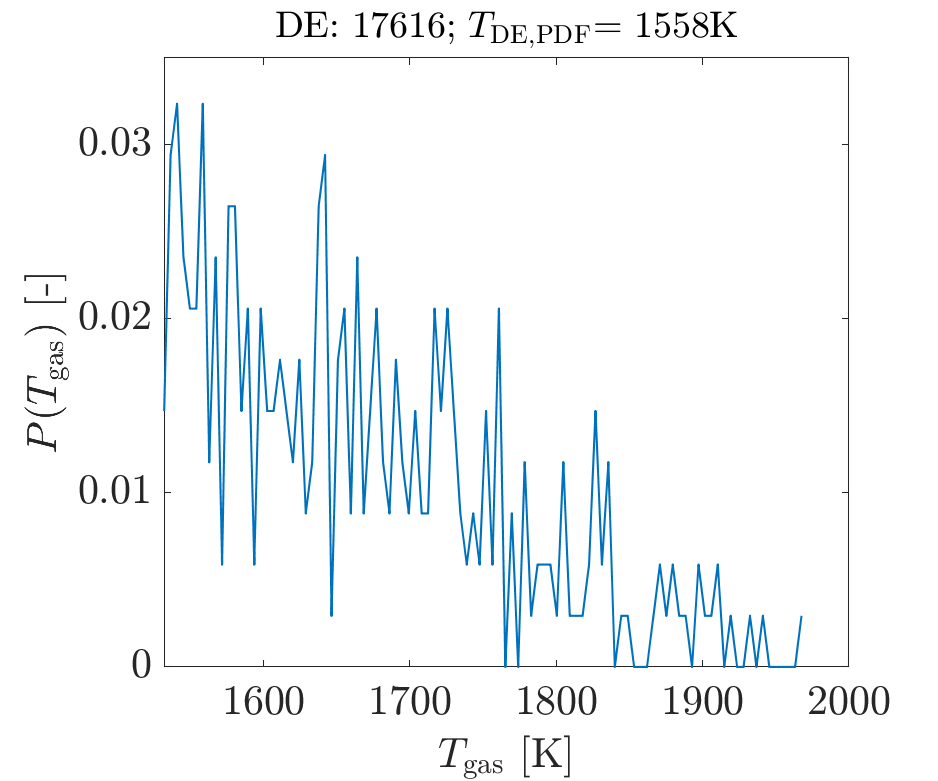 DE: 17616; T_DE,PDF= 1558K
0.03
0.02
0.01
0
P(T_gas) [-]
1600 1700 1800 1900 2000
T_gas [K]